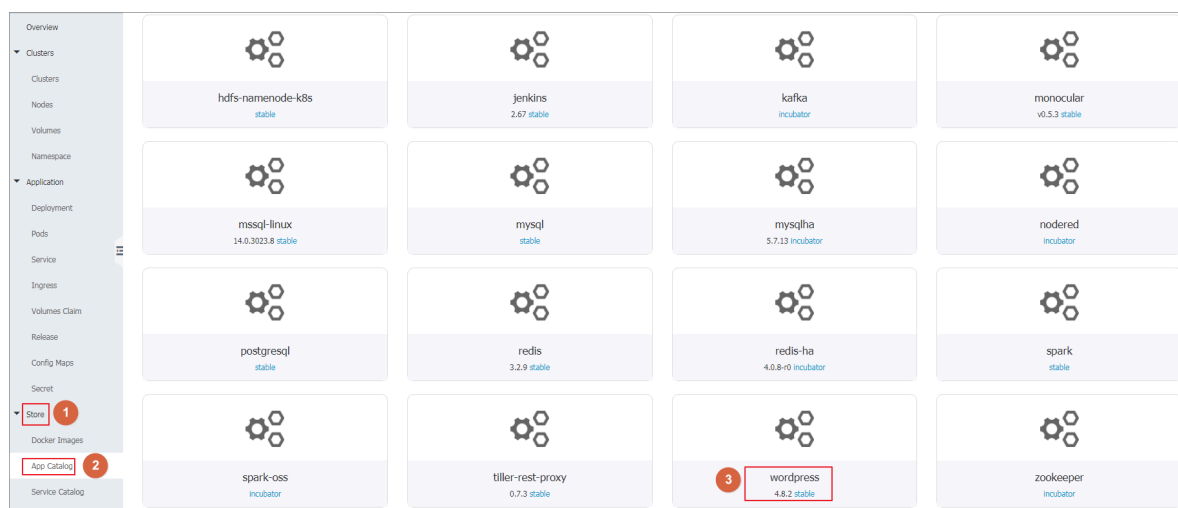 Overview
Clusters
Clusters
Nodes
Volumes
Namespace
Application
Deployment
Pods
Service
Ingress
Volumes Claim
Release
Config Maps
Secret
Store
1
Docker Images
App Catalog
2
Service Catalog
hdfs-namenode-k8s
stable
jenkins
2.67 stable
kafka
incubator
monocular
v0.5.3 stable
mssql-linux
14.0.3023.8 stable
mysql
stable
mysqlha
5.7.13 incubator
nodered
incubator
postgresql
stable
redis
3.2.9 stable
redis-ha
4.0.8-r0 incubator
spark
stable
spark-oss
incubator
tiller-rest-proxy
0.7.3 stable
3
wordpress
4.8.2 stable
zookeeper
incubator